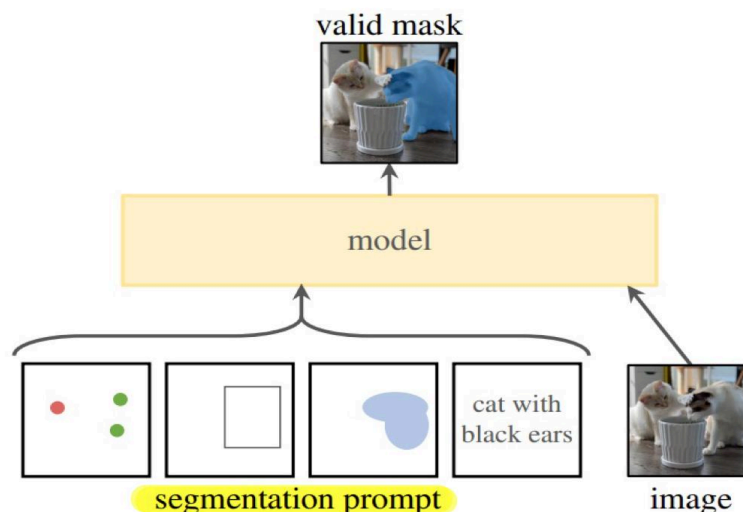 valid mask
model
cat with
black ears
segmentation prompt
image